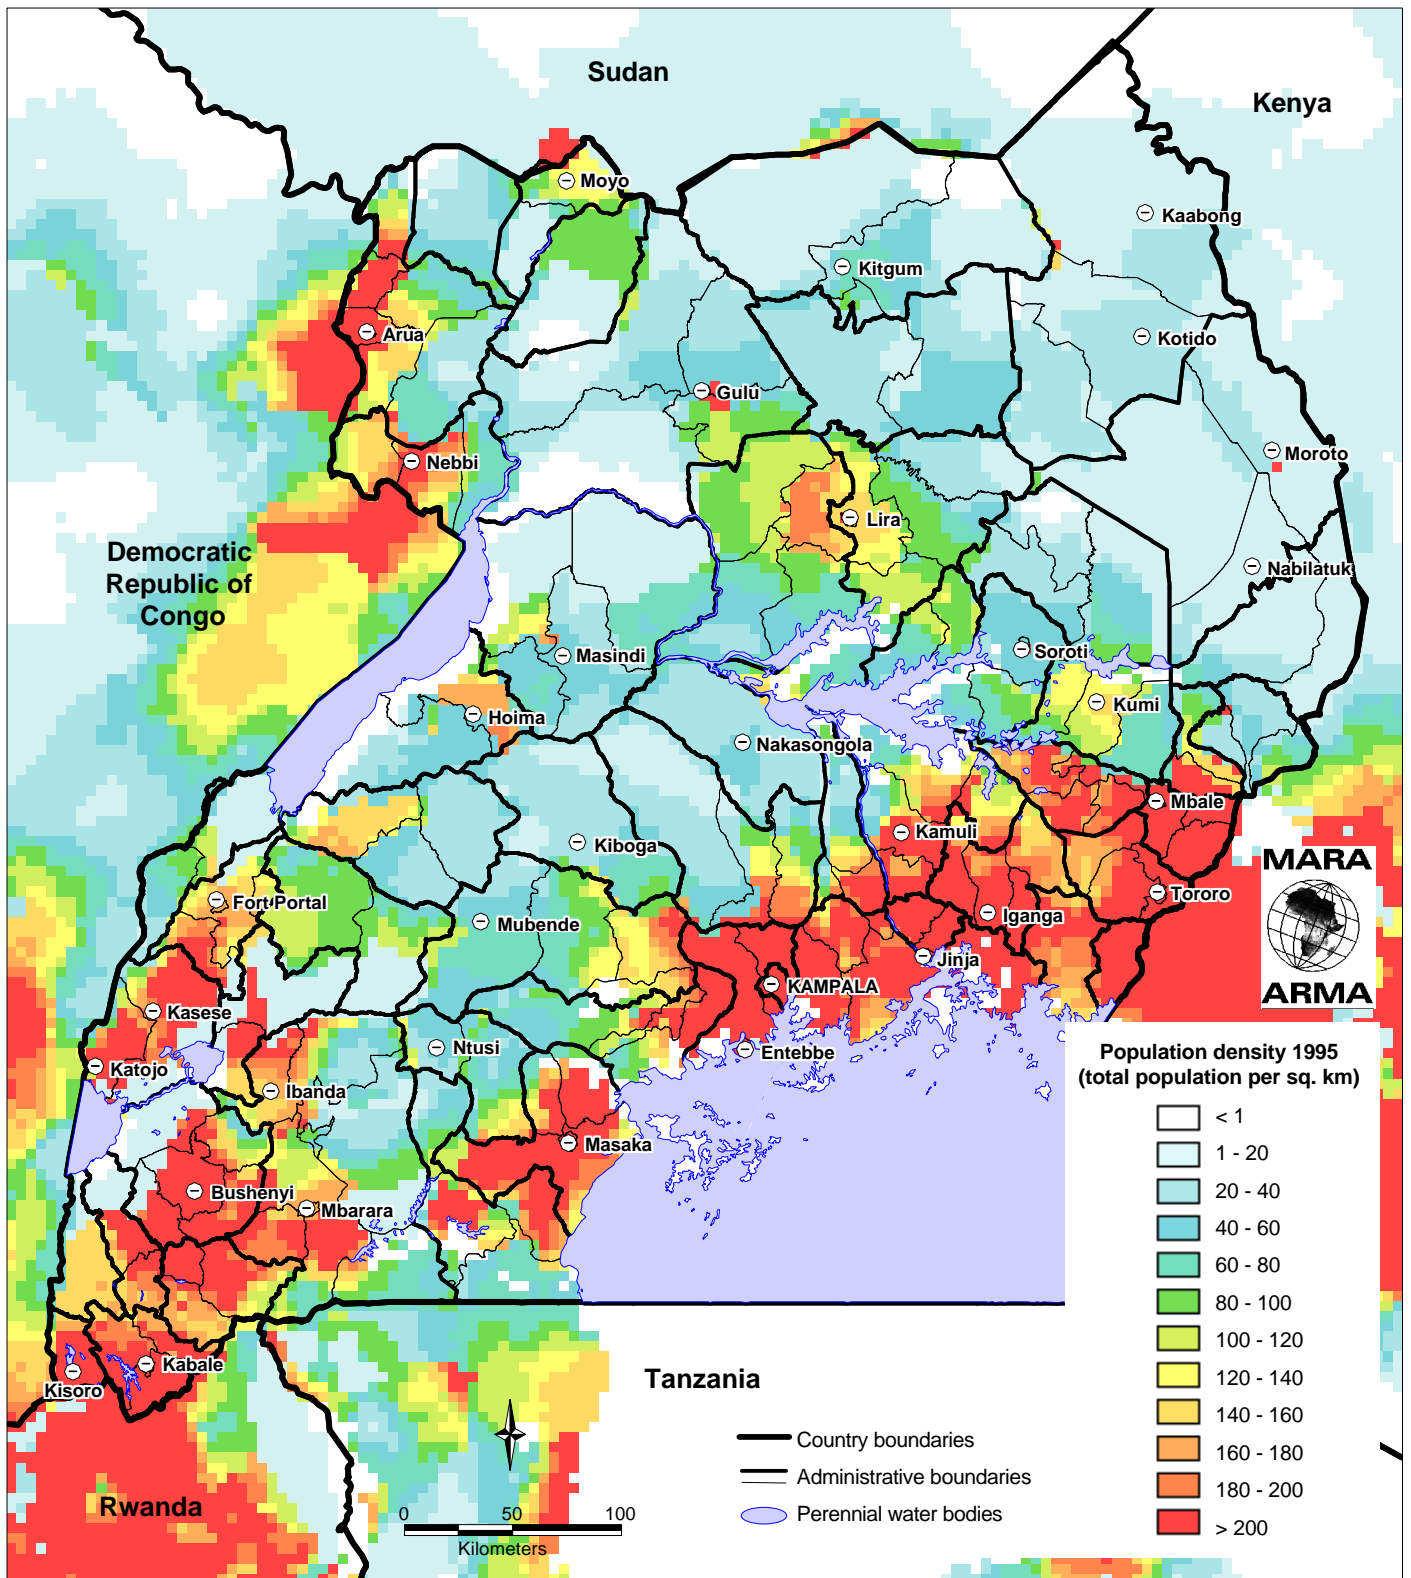 Sudan
Kenya
Moyo
Kaabong
Kitgum
Arua
Kotido
Gulu
Moroto
Nebbi
Lira
Democratic
Republic of
Congo
Nabilatuk
Soroti
Masindi
Kumi
Hoima
Nakasongola
Mbale
Kamuli
Kiboga
MARA
Fort Portal
Tororo
Iganga
Mubende
Jinja
KAMPALA
ARMA
Kasese
Ntusi
Entebbe
Katojo
Ibanda
Masaka
Bushenyi
Mbarara
Kabale
Kisoro
Tanzania
Rwanda
Population density 1995
(total population per sq. km)
< 1
1 - 20
20 - 40
40 - 60
60 - 80
80 - 100
100 - 120
120 - 140
140 - 160
160 - 180
180 - 200
> 200
Country boundaries
Administrative boundaries
Perennial water bodies
0 50 100
Kilometers